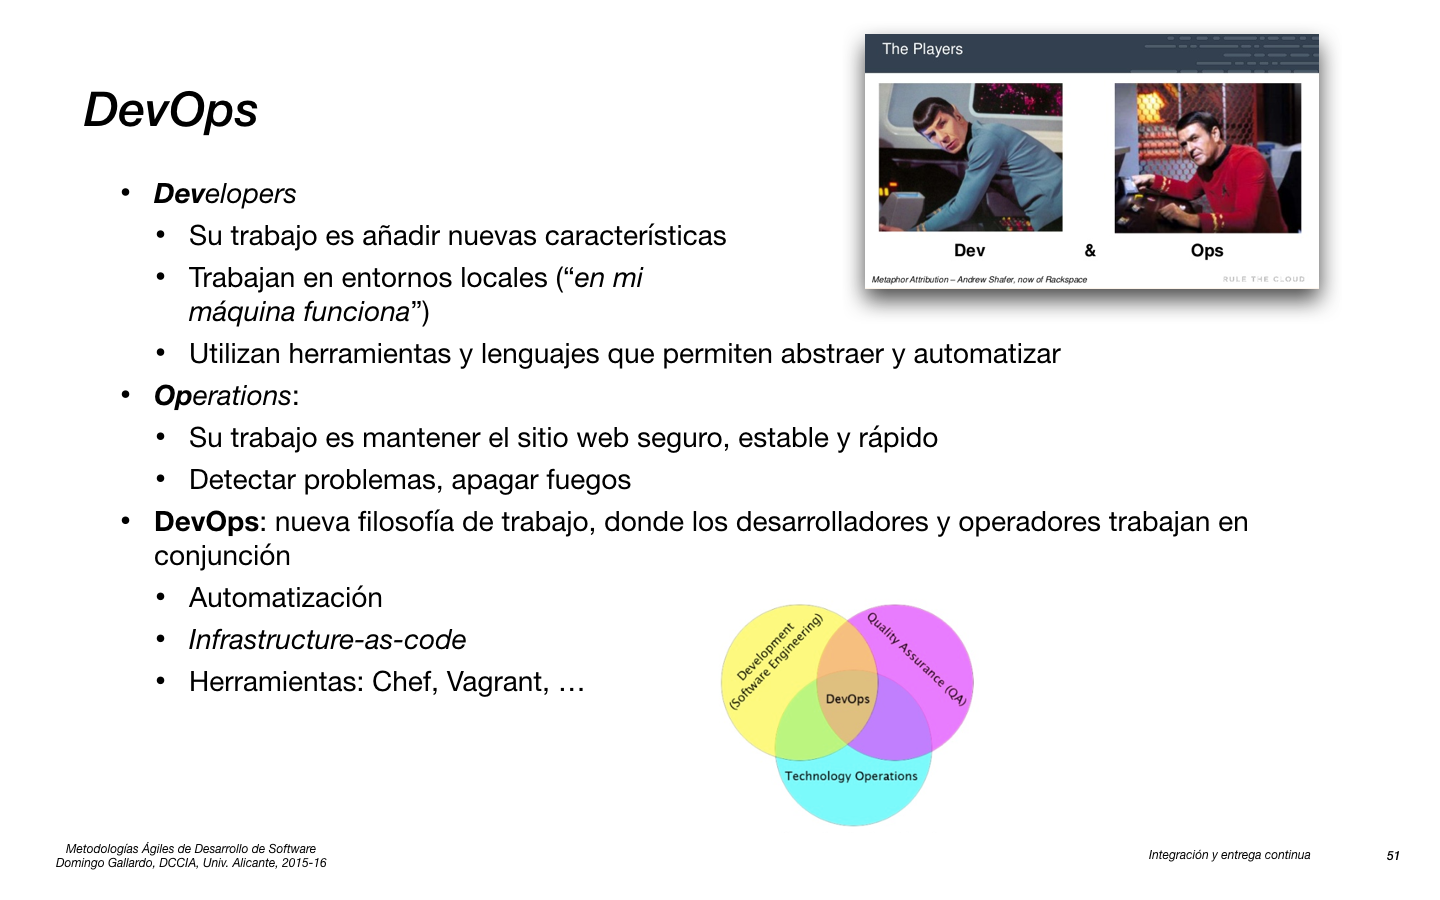 DevOps
The Players
Dev & Ops
Metaphor Attribution – Andrew Shafer, now of Rackspace
RULE THE CLOUD
• Developers
• Su trabajo es añadir nuevas características
• Trabajan en entornos locales (“en mi
máquina funciona”)
• Utilizan herramientas y lenguajes que permiten abstraer y automatizar
• Operations:
• Su trabajo es mantener el sitio web seguro, estable y rápido
• Detectar problemas, apagar fuegos
• DevOps: nueva filosofía de trabajo, donde los desarrolladores y operadores trabajan en
conjunción
• Automatización
• Infrastructure-as-code
• Herramientas: Chef, Vagrant, …
Development
(Software Engineering)
Quality Assurance (QA)
DevOps
Technology Operations
Metodologías Ágiles de Desarrollo de Software
Domingo Gallardo, DCCIA, Univ. Alicante, 2015-16
Integración y entrega continua
51